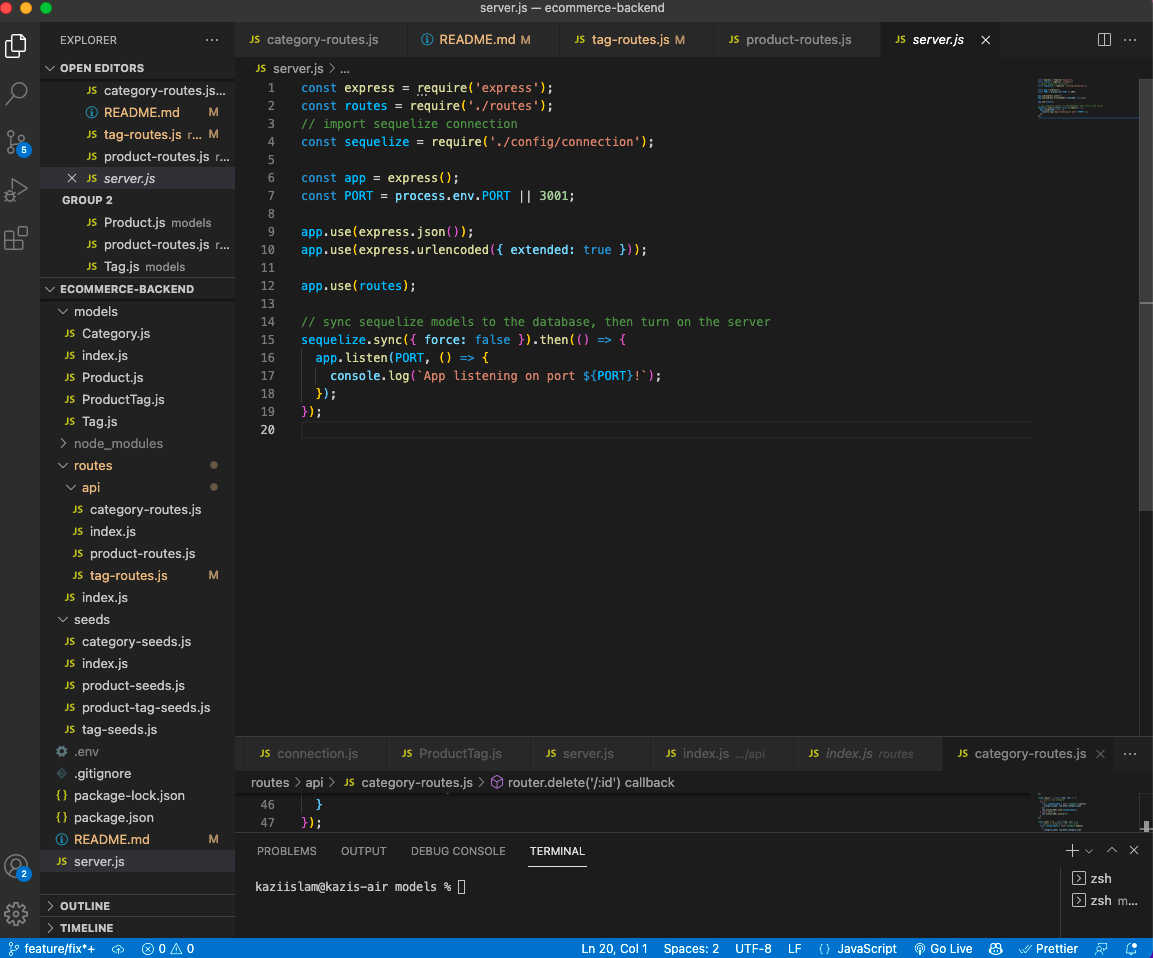 server.js — ecommerce-backend
EXPLORER
OPEN EDITORS
JS category-routes.js...
README.md M
JS tag-routes.js r... M
JS product-routes.js r...
JS server.js
GROUP 2
JS Product.js models
JS product-routes.js r...
JS Tag.js models
ECOMMERCE-BACKEND
models
JS Category.js
JS index.js
JS Product.js
JS ProductTag.js
JS Tag.js
node_modules
routes
api
JS category-routes.js
JS index.js
JS product-routes.js
JS tag-routes.js M
JS index.js
seeds
JS category-seeds.js
JS index.js
JS product-seeds.js
JS product-tag-seeds.js
JS tag-seeds.js
.env
.gitignore
{} package-lock.json
{} package.json
README.md M
JS server.js
OUTLINE
TIMELINE
5
2
JS category-routes.js README.md M JS tag-routes.js M JS product-routes.js JS server.js
JS server.js > ...
1 const express = require('express');
2 const routes = require('./routes');
3 // import sequelize connection
4 const sequelize = require('./config/connection');
5
6 const app = express();
7 const PORT = process.env.PORT || 3001;
8
9 app.use(express.json());
10 app.use(express.urlencoded({ extended: true }));
11
12 app.use(routes);
13
14 // sync sequelize models to the database, then turn on the server
15 sequelize.sync({ force: false }).then(() => {
16 app.listen(PORT, () => {
17 console.log(`App listening on port ${PORT}!`);
18 });
19 });
20
JS connection.js JS ProductTag.js JS server.js JS index.js .../api JS index.js routes JS category-routes.js
routes > api > JS category-routes.js > router.delete('/:id') callback
46 }
47 });
PROBLEMS OUTPUT DEBUG CONSOLE TERMINAL
kaziislam@kazis-air models %
zsh
zsh m...
feature/fix*+ 0 0 Ln 20, Col 1 Spaces: 2 UTF-8 LF {} JavaScript Go Live Prettier